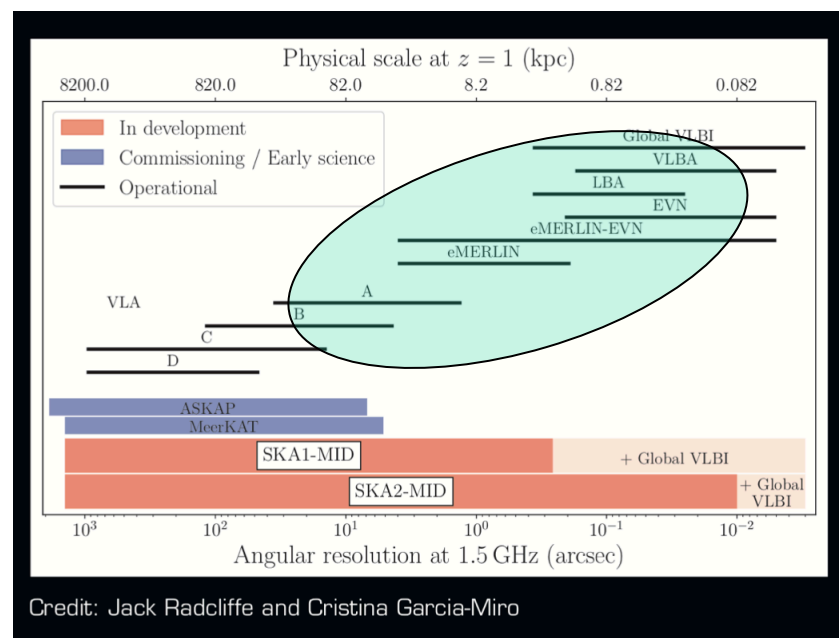 Physical scale at z = 1 (kpc)
8200.0 820.0 82.0 8.2 0.82 0.082
In development
Commissioning / Early science
Operational
Global VLBI
VLBA
LBA
EVN
eMERLIN-EVN
eMERLIN
VLA
A
B
C
D
ASKAP
MeerKAT
SKA1-MID
+ Global VLBI
SKA2-MID
+ Global
VLBI
10³ 10² 10¹ 10⁰ 10⁻¹ 10⁻²
Angular resolution at 1.5 GHz (arcsec)
Credit: Jack Radcliffe and Cristina Garcia-Miro